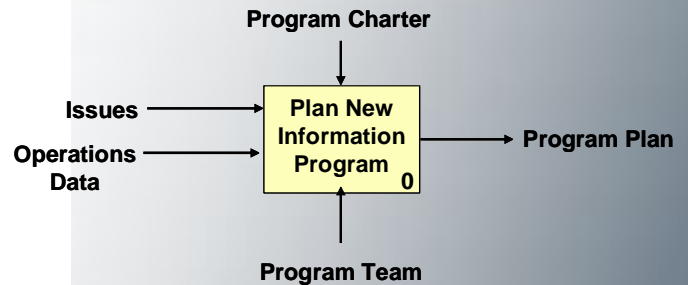 Program Charter
Issues
Operations
Data
Plan New
Information
Program
0
Program Plan
Program Team